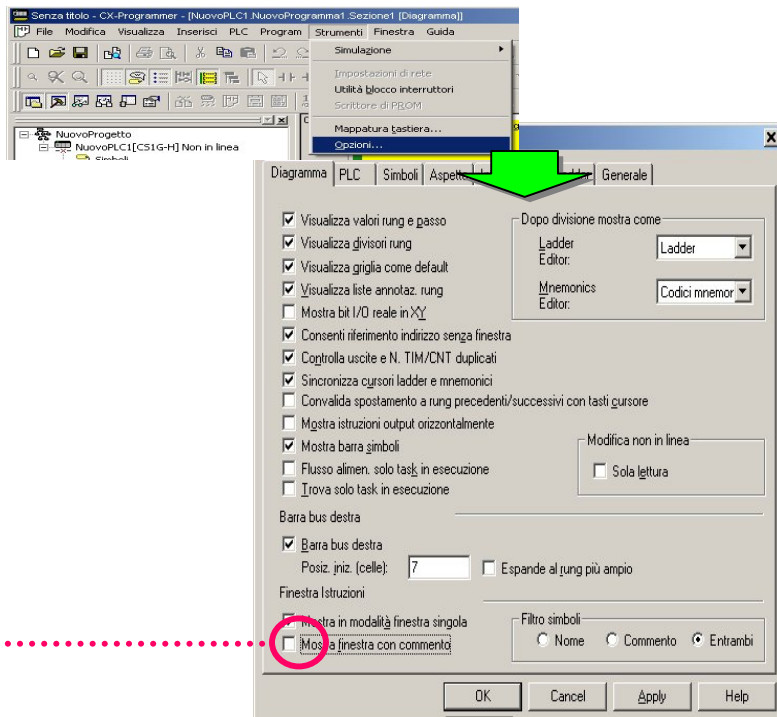 Senza titolo - CX-Programmer - [NuovoPLC1.NuovoProgramma1.Sezione1 [Diagramma]]
File Modifica Visualizza Inserisci PLC Program Strumenti Finestra Guida
Simulazione
Impostazioni di rete
Utilità blocco interruttori
Scrittore di PROM
Mappatura tastiera...
Opzioni...
NuovoProgetto
NuovoPLC1[CS1G-H] Non in linea
Simboli
Diagramma PLC Simboli Aspetto Generale
Visualizza valori rung e passo
Visualizza divisori rung
Visualizza griglia come default
Visualizza liste annotaz. rung
Mostra bit I/O reale in XY
Consenti riferimento indirizzo senza finestra
Controlla uscite e N. TIM/CNT duplicati
Sincronizza cursori ladder e mnemonici
Convalida spostamento a rung precedenti/successivi con tasti cursore
Mostra istruzioni output orizzontalmente
Mostra barra simboli
Flusso alimen. solo task in esecuzione
Trova solo task in esecuzione
Dopo divisione mostra come
Ladder Editor:
Ladder
Mnemonics Editor:
Codici mnemor
Modifica non in linea
Sola lettura
Barra bus destra
Barra bus destra
Posiz. iniz. (celle): 7 Espande al rung più ampio
Finestra Istruzioni
Mostra in modalità finestra singola
Mostra finestra con commento
Filtro simboli
Nome Commento Entrambi
OK Cancel Apply Help